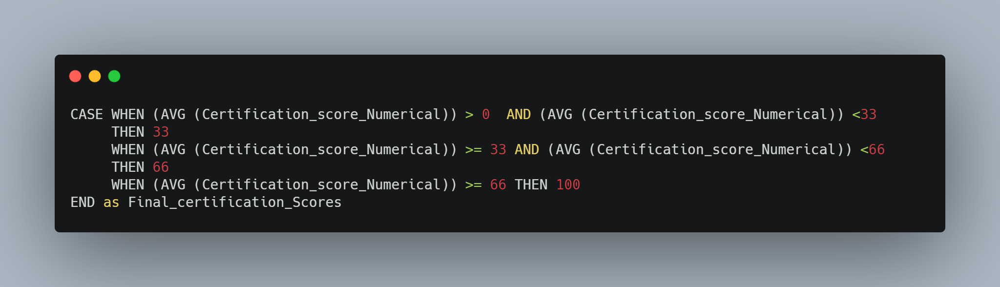 CASE WHEN (AVG (Certification_score_Numerical)) > 0  AND (AVG (Certification_score_Numerical)) <33
     THEN 33
     WHEN (AVG (Certification_score_Numerical)) >= 33 AND (AVG (Certification_score_Numerical)) <66
     THEN 66
     WHEN (AVG (Certification_score_Numerical)) >= 66 THEN 100
END as Final_certification_Scores